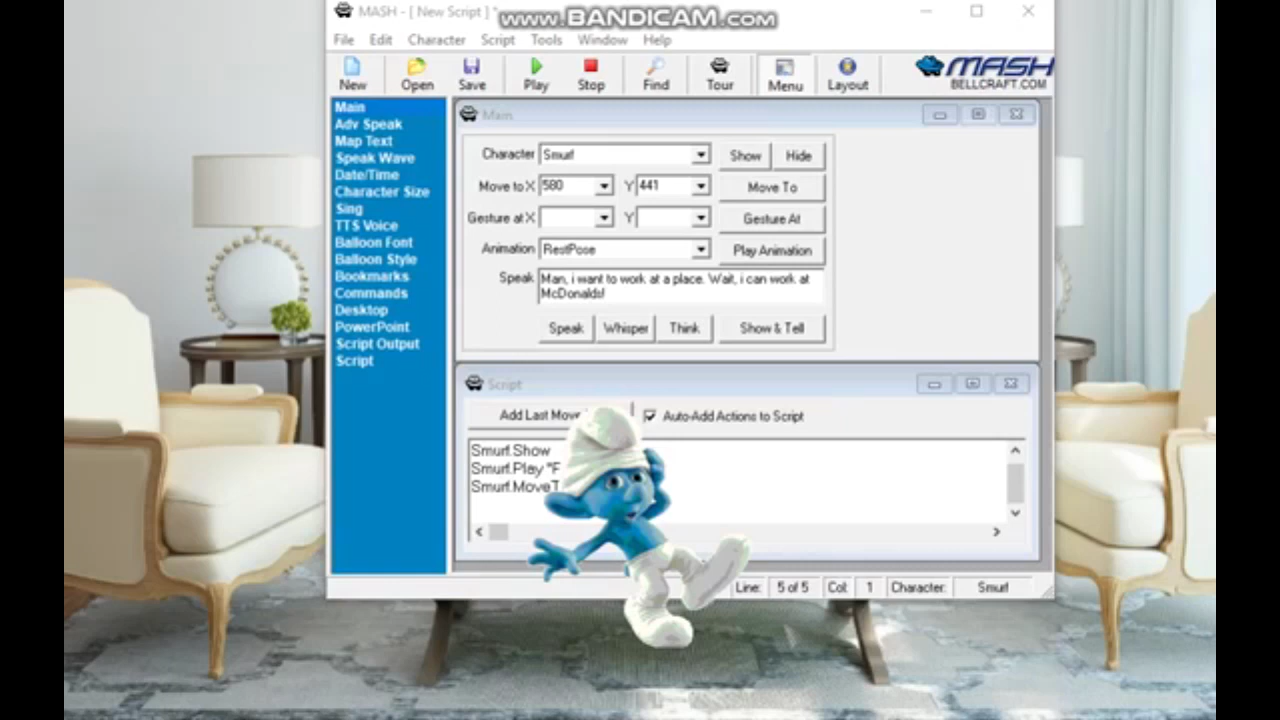 MASH - [ New Script ] *
www.BANDICAM.com
File Edit Character Script Tools Window Help
New Open Save Play Stop Find Tour Menu Layout
MASH
BELLCRAFT.COM
Main
Adv Speak
Map Text
Speak Wave
Date/Time
Character Size
Sing
TTS Voice
Balloon Font
Balloon Style
Bookmarks
Commands
Desktop
PowerPoint
Script Output
Script
Main
Character Smurf Show Hide
Move to X 580 Y 441 Move To
Gesture at X Y Gesture At
Animation RestPose Play Animation
Speak Man, i want to work at a place. Wait, i can work at
McDonalds!
Speak Whisper Think Show & Tell
Script
Add Last Move Auto-Add Actions to Script
Smurf.Show
Smurf.Play "F
Smurf.MoveT
Line: 5 of 5 Col: 1 Character: Smurf